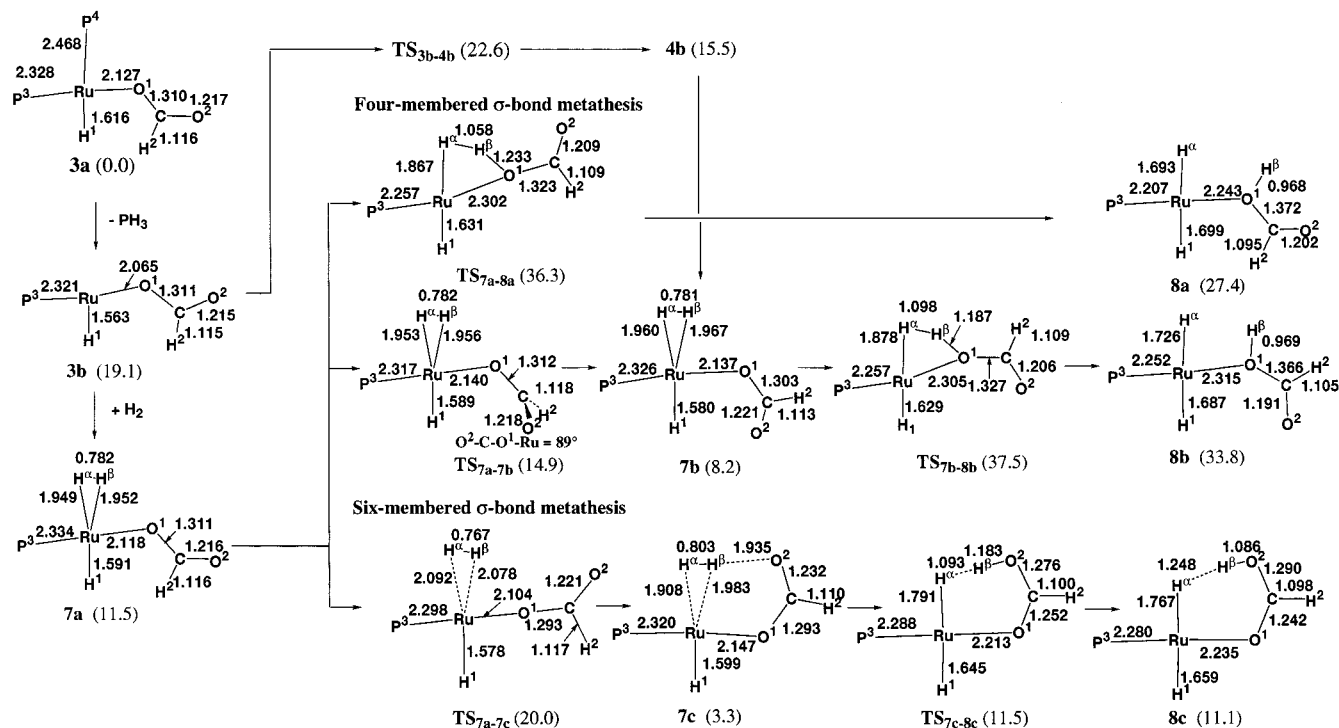 P⁴
2.468
2.328
2.127
O¹
1.310
1.217
P³
Ru
1.616
C
O²
H¹
H²
1.116
3a (0.0)
- PH₃
2.321
2.065
O¹
1.311
O²
P³
Ru
1.563
C
1.215
H¹
H²
1.115
3b (19.1)
+ H₂
0.782
Hᵅ
Hᵝ
1.949
1.952
2.334
O¹
1.311
P³
Ru
2.118
1.216
O²
1.591
C
H¹
H²
1.116
7a (11.5)
TS3b-4b (22.6)
4b (15.5)
Four-membered σ-bond metathesis
1.058
O²
Hᵅ
Hᵝ
1.233
1.209
1.867
C
1.109
O¹
1.323
H²
2.257
P³
Ru
2.302
1.631
H¹
TS7a-8a (36.3)
Hᵅ
1.693
Hᵝ
2.207
2.243
O¹
0.968
P³
Ru
1.372
1.699
1.095
C
O²
H¹
H²
1.202
8a (27.4)
0.782
Hᵅ
Hᵝ
1.953
1.956
2.317
O¹
1.312
P³
Ru
2.140
1.118
1.589
C
H²
1.218
O²
H¹
O²-C-O¹-Ru = 89°
TS7a-7b (14.9)
0.781
Hᵅ
Hᵝ
1.960
1.967
2.326
2.137
O¹
P³
Ru
1.303
1.580
C
H²
1.221
1.113
H¹
O²
7b (8.2)
1.098
1.187
H²
1.109
1.878
Hᵅ
Hᵝ
O¹
C
1.206
2.257
P³
Ru
2.305
1.327
O²
1.629
H¹
TS7b-8b (37.5)
Hᵅ
1.726
Hᵝ
0.969
2.252
O¹
1.366
H²
P³
Ru
2.315
C
1.105
1.687
1.191
H¹
O²
8b (33.8)
Six-membered σ-bond metathesis
0.767
Hᵅ
Hᵝ
2.092
2.078
1.221
O²
2.298
2.104
O¹
C
P³
Ru
1.293
1.578
1.117
H²
H¹
TS7a-7c (20.0)
0.803
1.935
O²
Hᵅ
Hᵝ
1.232
1.908
1.983
1.110
C
H²
2.320
P³
Ru
O¹
1.293
2.147
1.599
H¹
7c (3.3)
1.093
1.183
O²
1.276
Hᵅ
Hᵝ
1.100
1.791
C
H²
2.288
1.252
P³
Ru
O¹
2.213
1.645
H¹
TS7c-8c (11.5)
1.086
1.248
Hᵝ
O²
1.290
Hᵅ
1.098
1.767
C
H²
2.280
1.242
P³
Ru
O¹
2.235
1.659
H¹
8c (11.1)